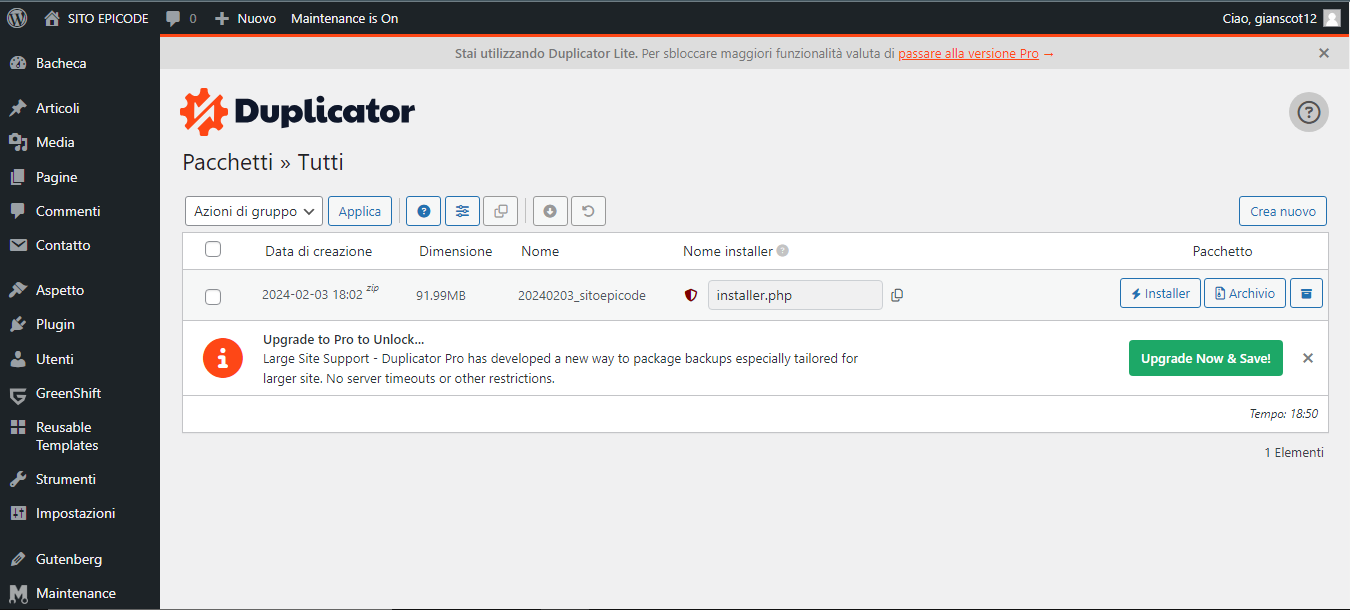 SITO EPICODE 0 Nuovo Maintenance is On Ciao, gianscot12
Stai utilizzando Duplicator Lite. Per sbloccare maggiori funzionalità valuta di passare alla versione Pro →
Bacheca
Articoli
Media
Pagine
Commenti
Contatto
Aspetto
Plugin
Utenti
GreenShift
Reusable
Templates
Strumenti
Impostazioni
Gutenberg
Maintenance
Duplicator
Pacchetti » Tutti
Azioni di gruppo Applica Crea nuovo
Data di creazione Dimensione Nome Nome installer Pacchetto
2024-02-03 18:02 zip 91.99MB 20240203_sitoepicode installer.php Installer Archivio
Upgrade to Pro to Unlock...
Large Site Support - Duplicator Pro has developed a new way to package backups especially tailored for
larger site. No server timeouts or other restrictions.
Upgrade Now & Save!
Tempo: 18:50
1 Elementi